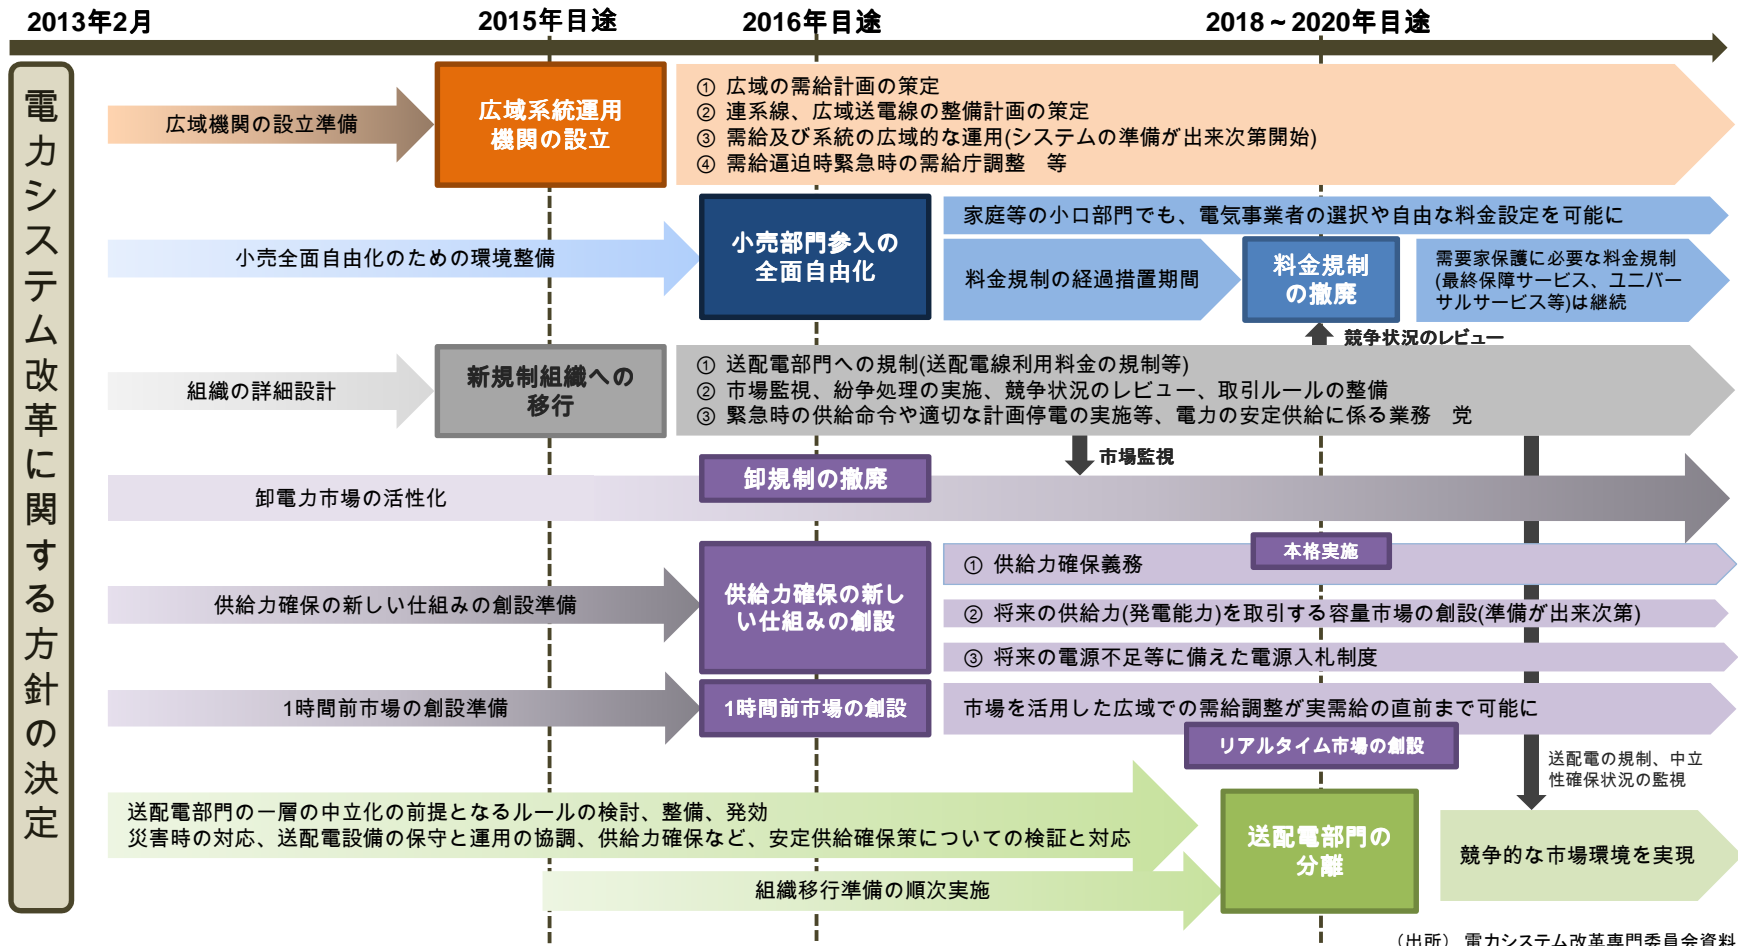 2013年2月
2015年目途
2016年目途
2018～2020年目途
電力システム改革に関する方針の決定
広域機関の設立準備
広域系統運用
機関の設立
① 広域の需給計画の策定
② 連系線、広域送電線の整備計画の策定
③ 需給及び系統の広域的な運用(システムの準備が出来次第開始)
④ 需給逼迫時緊急時の需給庁調整　等
小売全面自由化のための環境整備
小売部門参入の
全面自由化
家庭等の小口部門でも、電気事業者の選択や自由な料金設定を可能に
料金規制の経過措置期間
料金規制
の撤廃
需要家保護に必要な料金規制
(最終保障サービス、ユニバー
サルサービス等)は継続
競争状況のレビュー
組織の詳細設計
新規制組織への
移行
① 送配電部門への規制(送配電線利用料金の規制等)
② 市場監視、紛争処理の実施、競争状況のレビュー、取引ルールの整備
③ 緊急時の供給命令や適切な計画停電の実施等、電力の安定供給に係る業務　党
市場監視
卸電力市場の活性化
卸規制の撤廃
供給力確保の新しい仕組みの創設準備
供給力確保の新し
い仕組みの創設
本格実施
① 供給力確保義務
② 将来の供給力(発電能力)を取引する容量市場の創設(準備が出来次第)
③ 将来の電源不足等に備えた電源入札制度
1時間前市場の創設準備
1時間前市場の創設
市場を活用した広域での需給調整が実需給の直前まで可能に
リアルタイム市場の創設
送配電の規制、中立
性確保状況の監視
送配電部門の一層の中立化の前提となるルールの検討、整備、発効
災害時の対応、送配電設備の保守と運用の協調、供給力確保など、安定供給確保策についての検証と対応
組織移行準備の順次実施
送配電部門の
分離
競争的な市場環境を実現
（出所） 電力システム改革専門委員会資料